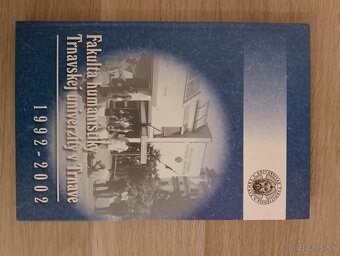 Fakulta humanistiky
Trnavskej univerzity v Trnave
1992 - 2002